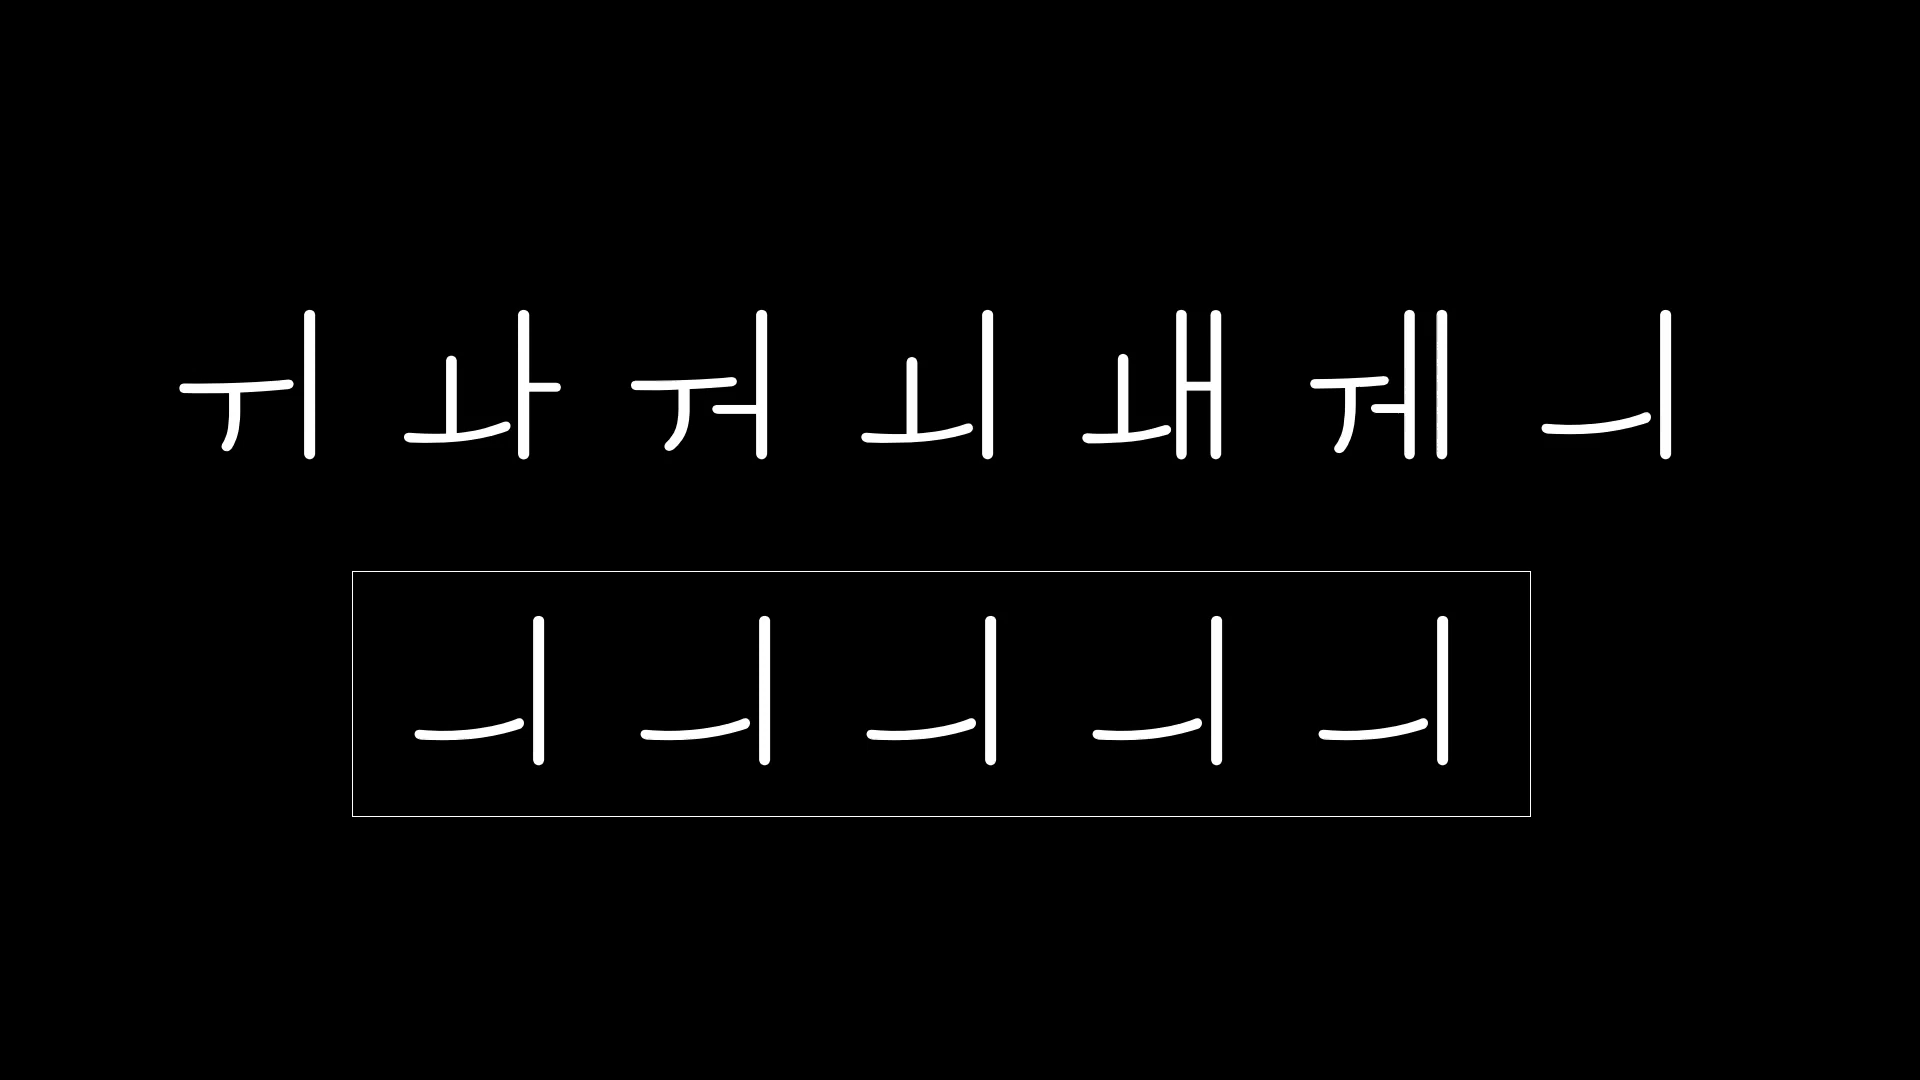 ㅟ ㅘ ㅝ ㅚ ㅙ ㅞ ㅢ
ㅢ ㅢ ㅢ ㅢ ㅢ